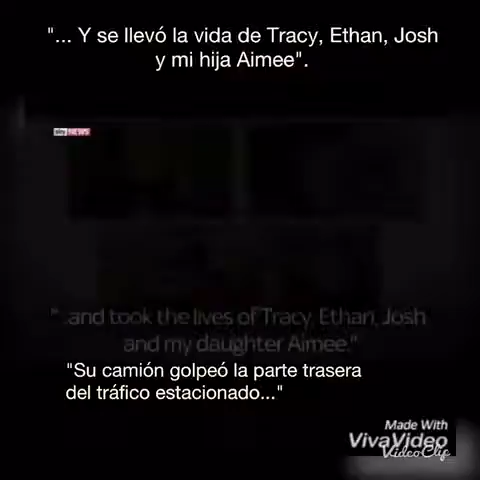 "... Y se llevó la vida de Tracy, Ethan, Josh
y mi hija Aimee".
sky NEWS
"..and took the lives of Tracy, Ethan, Josh
and my daughter Aimee."
"Su camión golpeó la parte trasera
del tráfico estacionado..."
Made With
VivaVideo
VideoClip